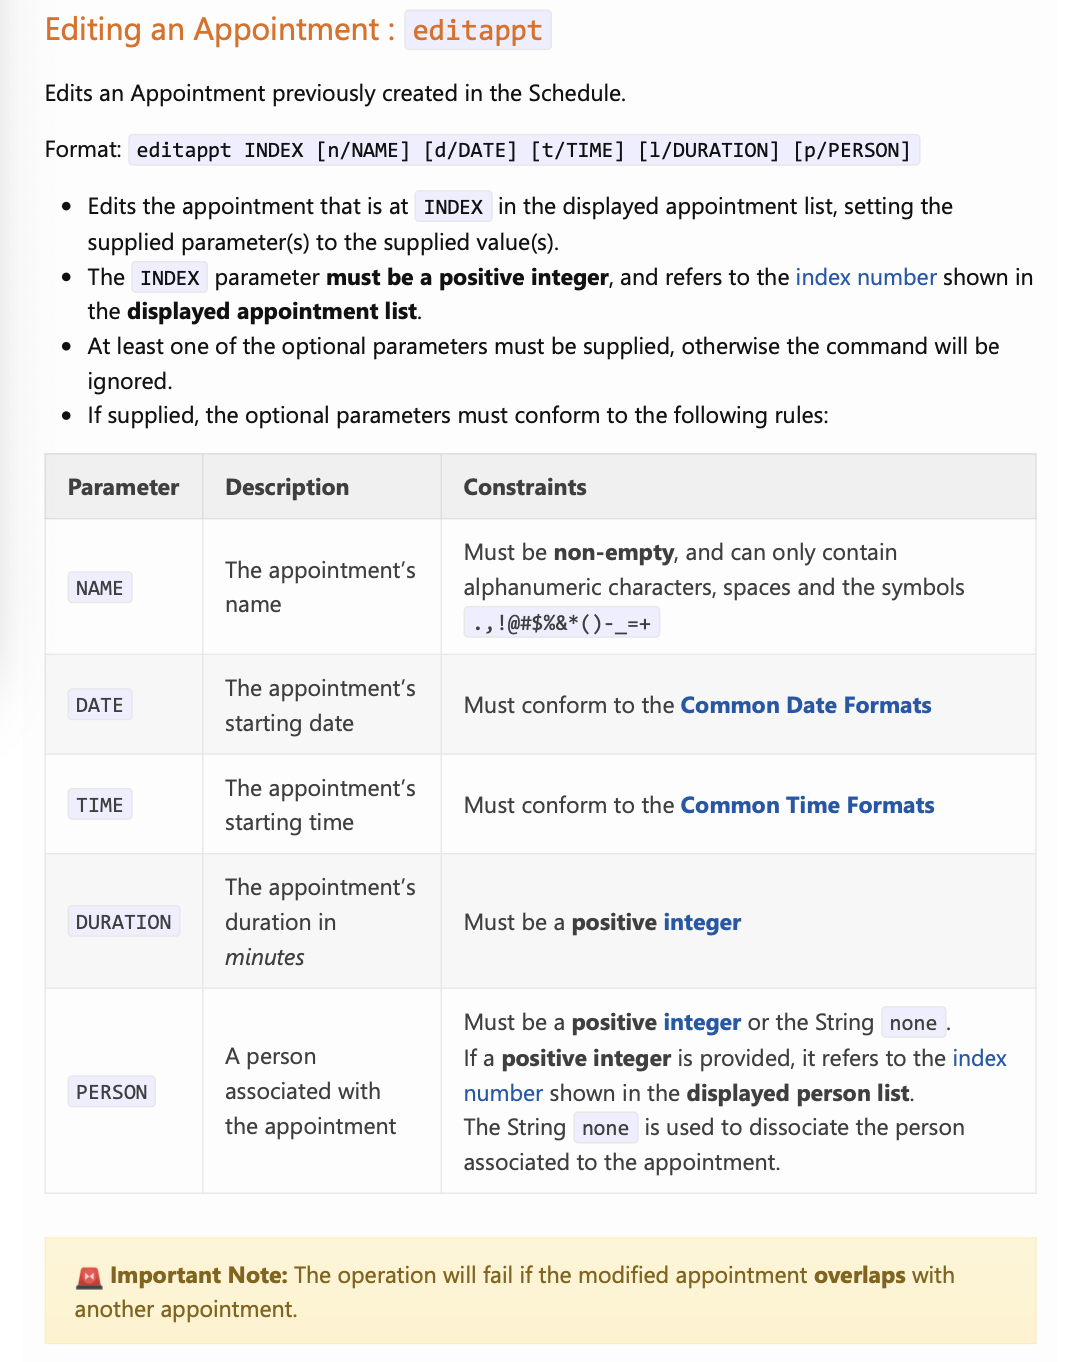 Editing an Appointment : editappt
Edits an Appointment previously created in the Schedule.
Format: editappt INDEX [n/NAME] [d/DATE] [t/TIME] [l/DURATION] [p/PERSON]
• Edits the appointment that is at INDEX in the displayed appointment list, setting the
supplied parameter(s) to the supplied value(s).
• The INDEX parameter must be a positive integer, and refers to the index number shown in
the displayed appointment list.
• At least one of the optional parameters must be supplied, otherwise the command will be
ignored.
• If supplied, the optional parameters must conform to the following rules:
Parameter Description Constraints
NAME
The appointment’s
name
Must be non-empty, and can only contain
alphanumeric characters, spaces and the symbols
.,!@#$%&*()-_=+
DATE
The appointment’s
starting date
Must conform to the Common Date Formats
TIME
The appointment’s
starting time
Must conform to the Common Time Formats
DURATION
The appointment’s
duration in
minutes
Must be a positive integer
PERSON
A person
associated with
the appointment
Must be a positive integer or the String none.
If a positive integer is provided, it refers to the index
number shown in the displayed person list.
The String none is used to dissociate the person
associated to the appointment.
🚨 Important Note: The operation will fail if the modified appointment overlaps with
another appointment.